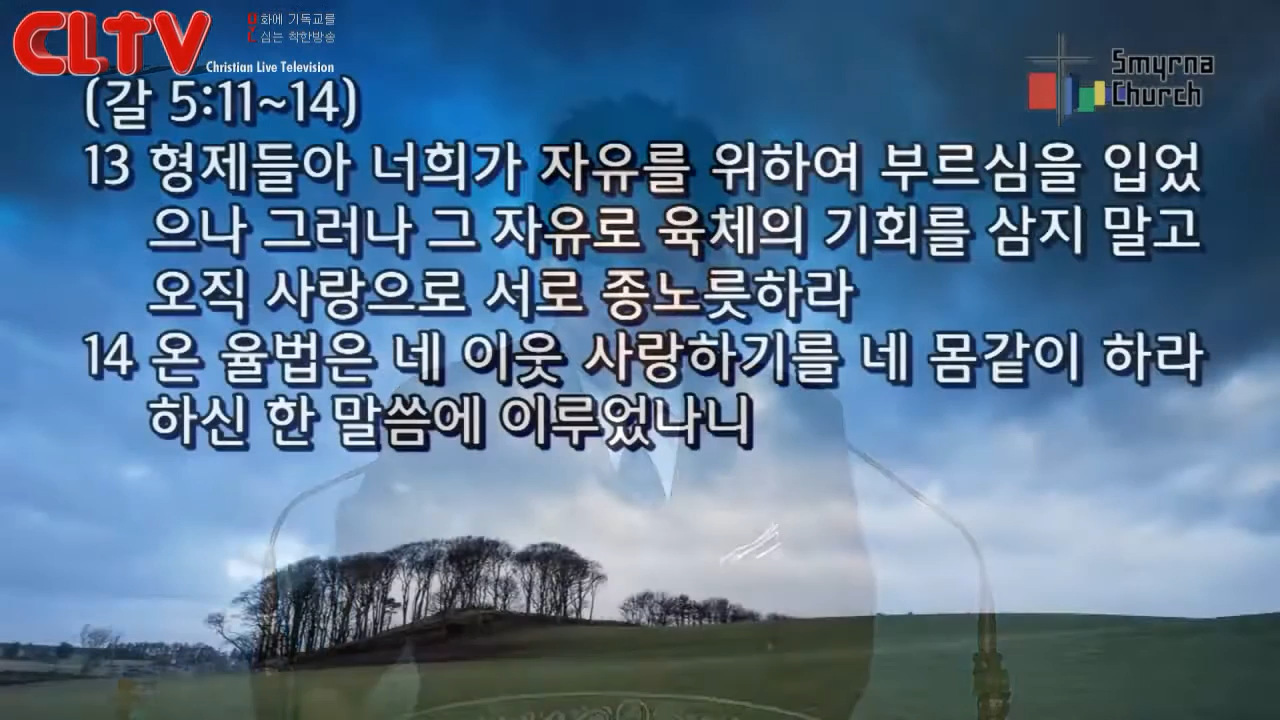 CLTV
문화에 기독교를
심는 착한방송
Christian Live Television
Smyrna
Church
(갈 5:11~14)
13 형제들아 너희가 자유를 위하여 부르심을 입었
으나 그러나 그 자유로 육체의 기회를 삼지 말고
오직 사랑으로 서로 종노릇하라
14 온 율법은 네 이웃 사랑하기를 네 몸같이 하라
하신 한 말씀에 이루었나니